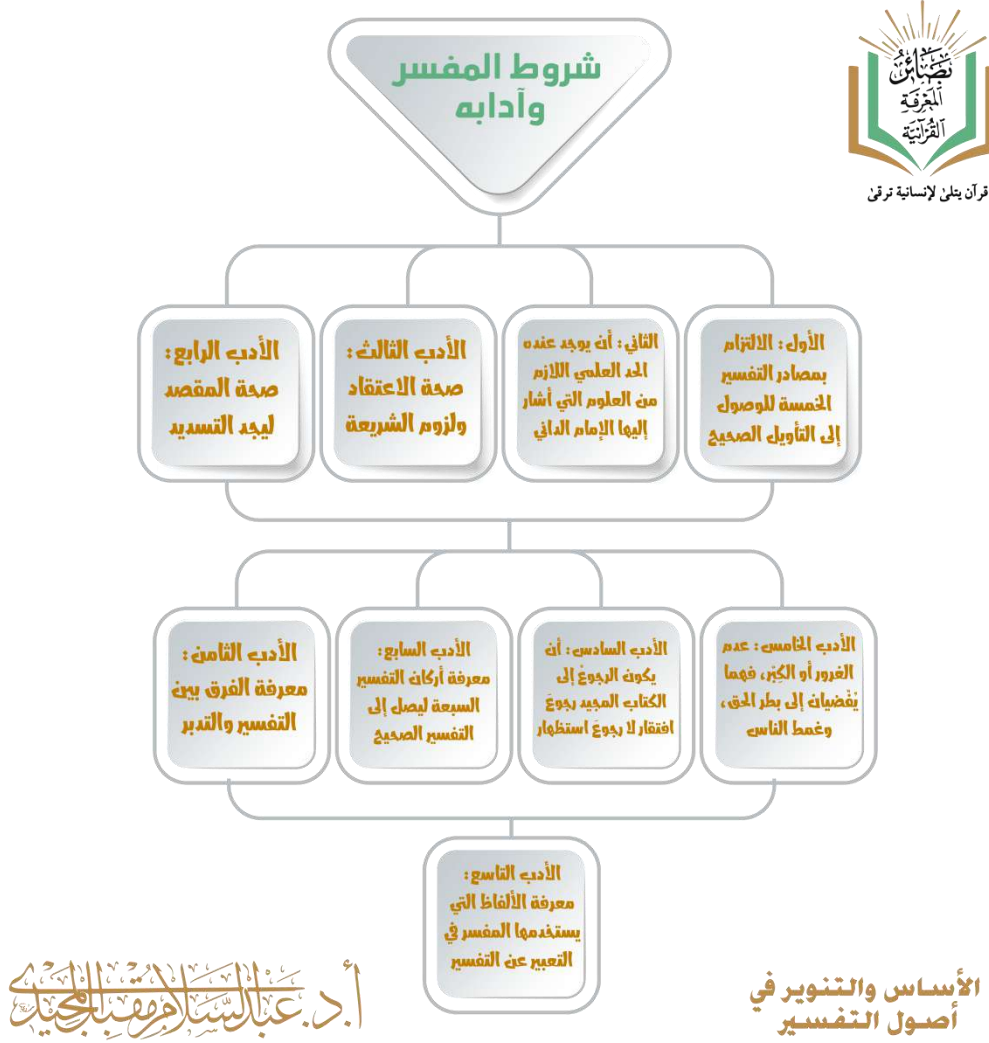 شروط المفسر
وآدابه
بصائر
المعرفة
القرآنية
قرآن يتلىٰ لإنسانية ترقىٰ
الأول: الالتزام
بمصادر التفسير
الخمسة للوصول
إلى التأويل الصحيح
الثاني: أن يوجد عنده
الحد العلمي اللازم
من العلوم التي أشار
إليها الإمام الداني
الأدب الثالث:
صحة الاعتقاد
ولزوم الشريعة
الأدب الرابع:
صحة المقصد
ليجد التسديد
الأدب الخامس: عدم
الغرور أو الكِبْر، فهما
يُفْضيان إلى بطر الحق،
وغمط الناس
الأدب السادس: أن
يكون الرجوعُ إلى
الكتاب المجيد رجوعَ
افتقار لا رجوعَ استظهار
الأدب السابع:
معرفة أركان التفسير
السبعة ليصل إلى
التفسير الصحيح
الأدب الثامن:
معرفة الفرق بين
التفسير والتدبر
الأدب التاسع:
معرفة الألفاظ التي
يستخدمها المفسر في
التعبير عن التفسير
الأساس والتنوير في
أصول التفسير
أ.د. عبد السلام مقبل المجيدي